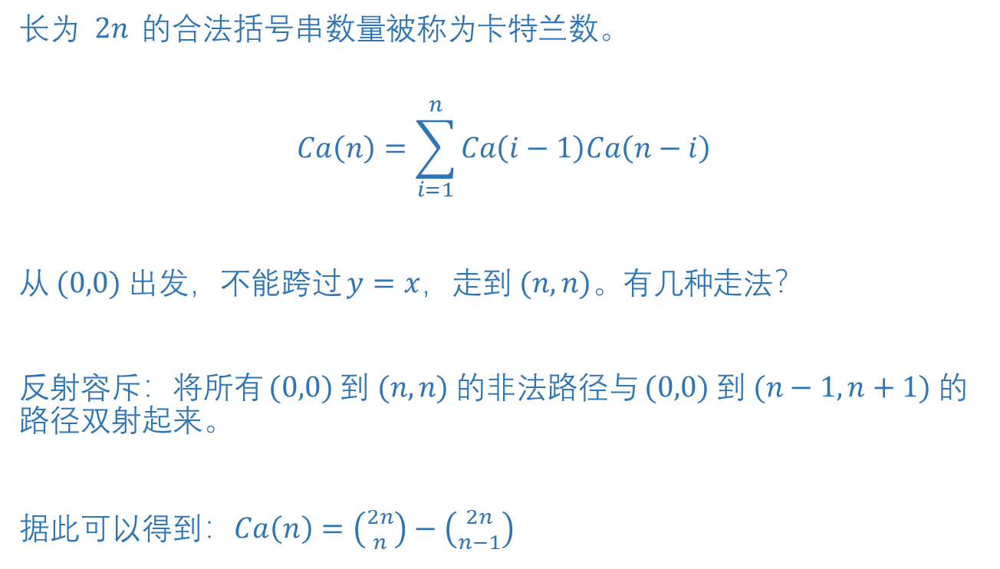 长为 2n 的合法括号串数量被称为卡特兰数。
Ca(n) = \sum_{i=1}^{n} Ca(i − 1)Ca(n − i)
从 (0,0) 出发，不能跨过 y = x，走到 (n, n)。有几种走法？
反射容斥：将所有 (0,0) 到 (n, n) 的非法路径与 (0,0) 到 (n − 1, n + 1) 的
路径双射起来。
据此可以得到：Ca(n) = \binom{2n}{n} − \binom{2n}{n−1}